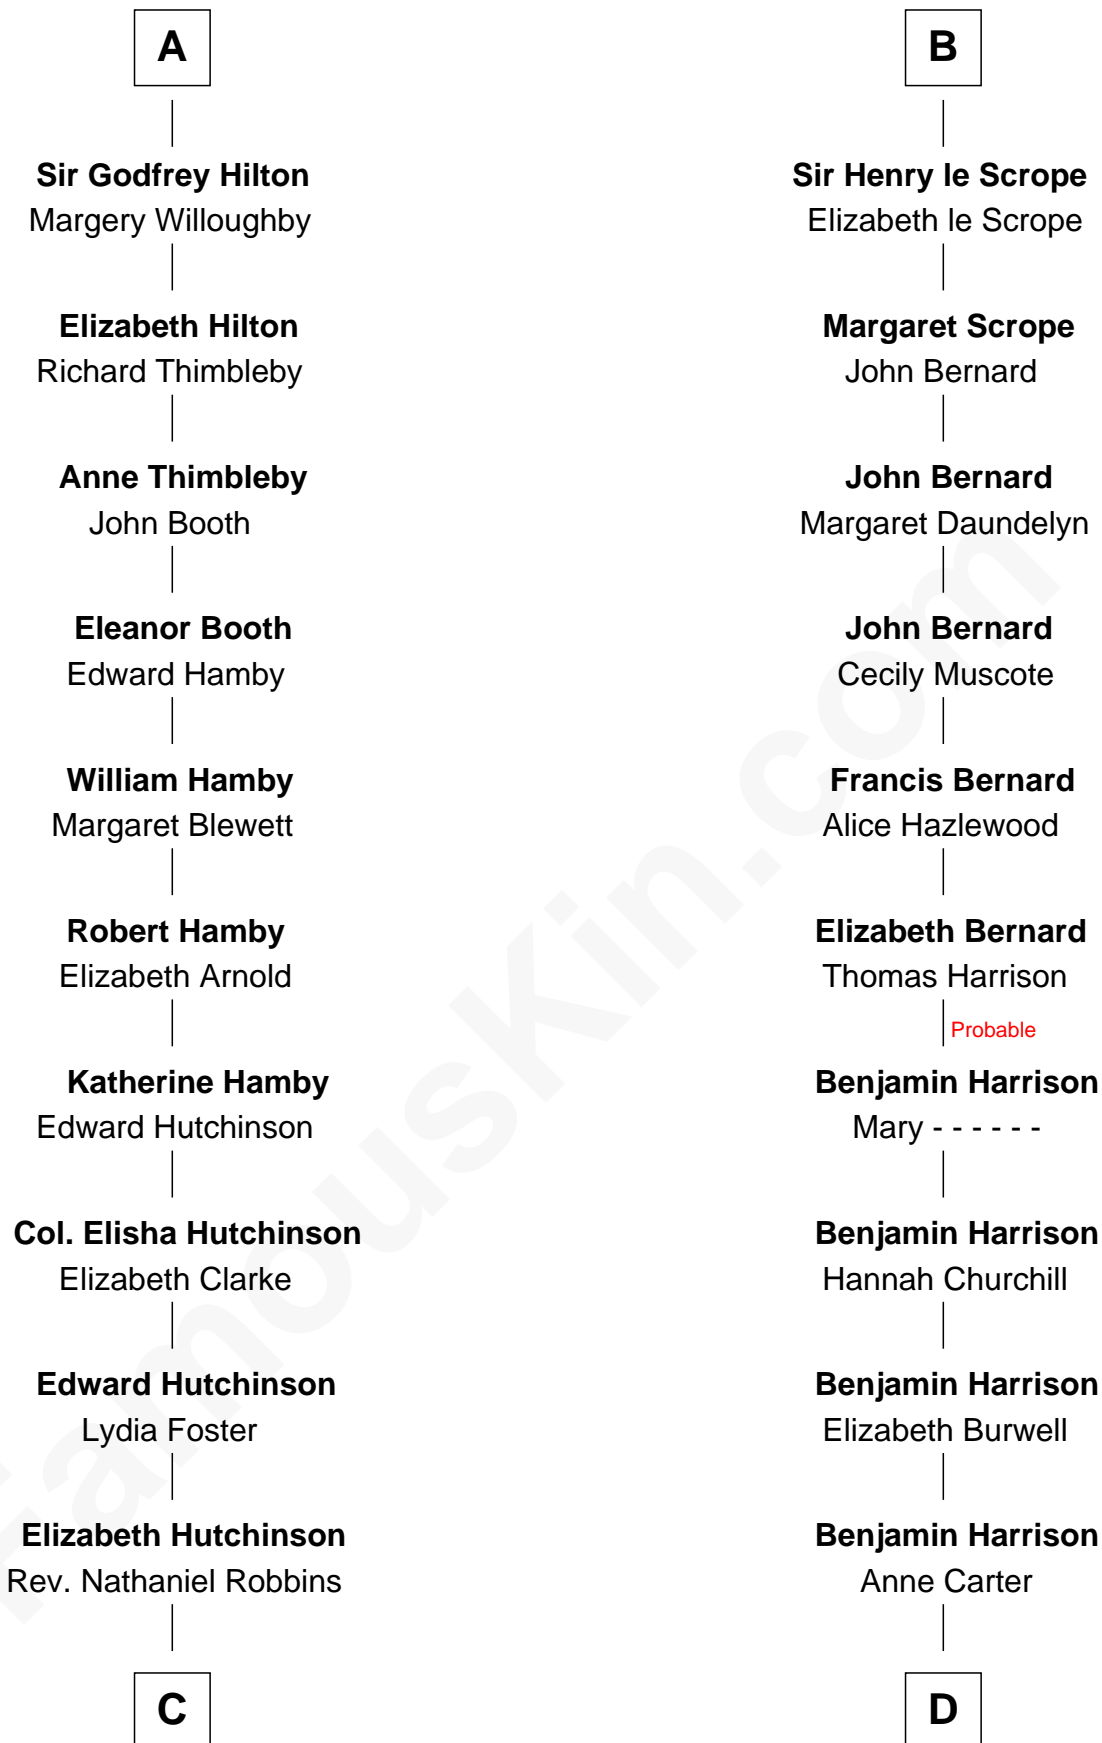 A
Sir Godfrey Hilton
Margery Willoughby
Elizabeth Hilton
Richard Thimbleby
Anne Thimbleby
John Booth
Eleanor Booth
Edward Hamby
William Hamby
Margaret Blewett
Robert Hamby
Elizabeth Arnold
Katherine Hamby
Edward Hutchinson
Col. Elisha Hutchinson
Elizabeth Clarke
Edward Hutchinson
Lydia Foster
Elizabeth Hutchinson
Rev. Nathaniel Robbins
C
B
Sir Henry le Scrope
Elizabeth le Scrope
Margaret Scrope
John Bernard
John Bernard
Margaret Daundelyn
John Bernard
Cecily Muscote
Francis Bernard
Alice Hazlewood
Elizabeth Bernard
Thomas Harrison
Probable
Benjamin Harrison
Mary - - - - - -
Benjamin Harrison
Hannah Churchill
Benjamin Harrison
Elizabeth Burwell
Benjamin Harrison
Anne Carter
D
FamousKin.com